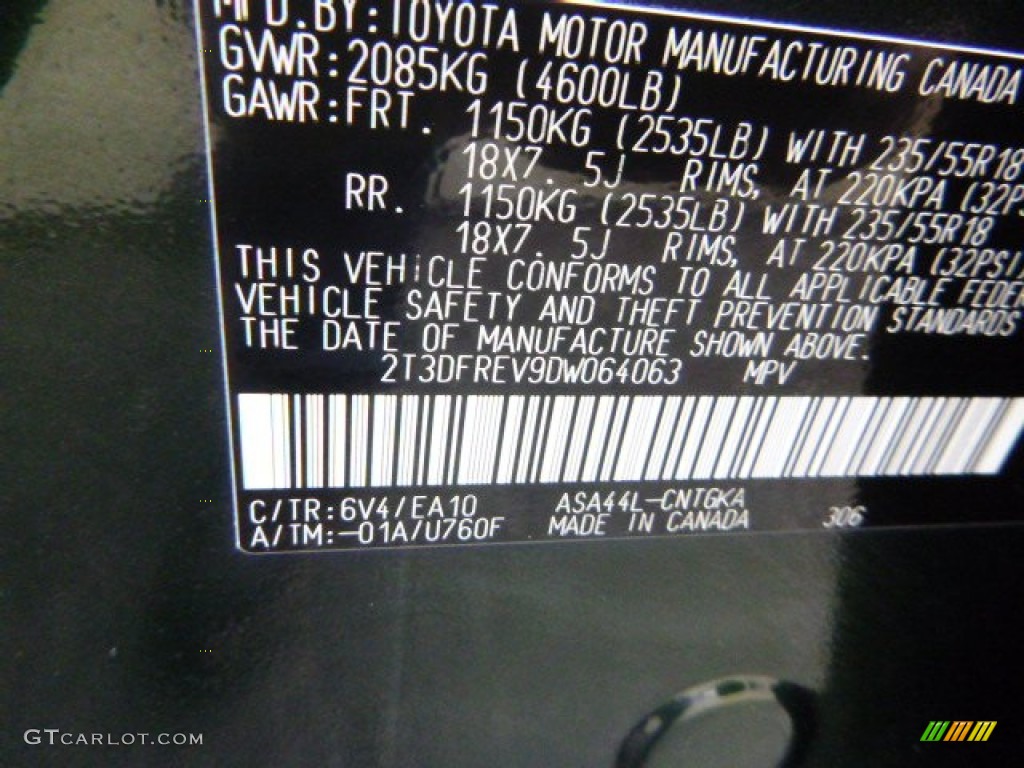 MFD.BY:TOYOTA MOTOR MANUFACTURING CANADA
GVWR:2085KG (4600LB)
GAWR:FRT. 1150KG (2535LB) WITH 235/55R18
18X7. 5J RIMS, AT 220KPA (32PS
RR. 1150KG (2535LB) WITH 235/55R18
18X7. 5J RIMS, AT 220KPA (32PSI)
THIS VEHICLE CONFORMS TO ALL APPLICABLE FEDER
VEHICLE SAFETY AND THEFT PREVENTION STANDARDS
THE DATE OF MANUFACTURE SHOWN ABOVE.
2T3DFREV9DW064063 MPV
C/TR:6V4/EA10 ASA44L-CNTGKA
A/TM:-01A/U760F MADE IN CANADA 306
GTCARLOT.COM